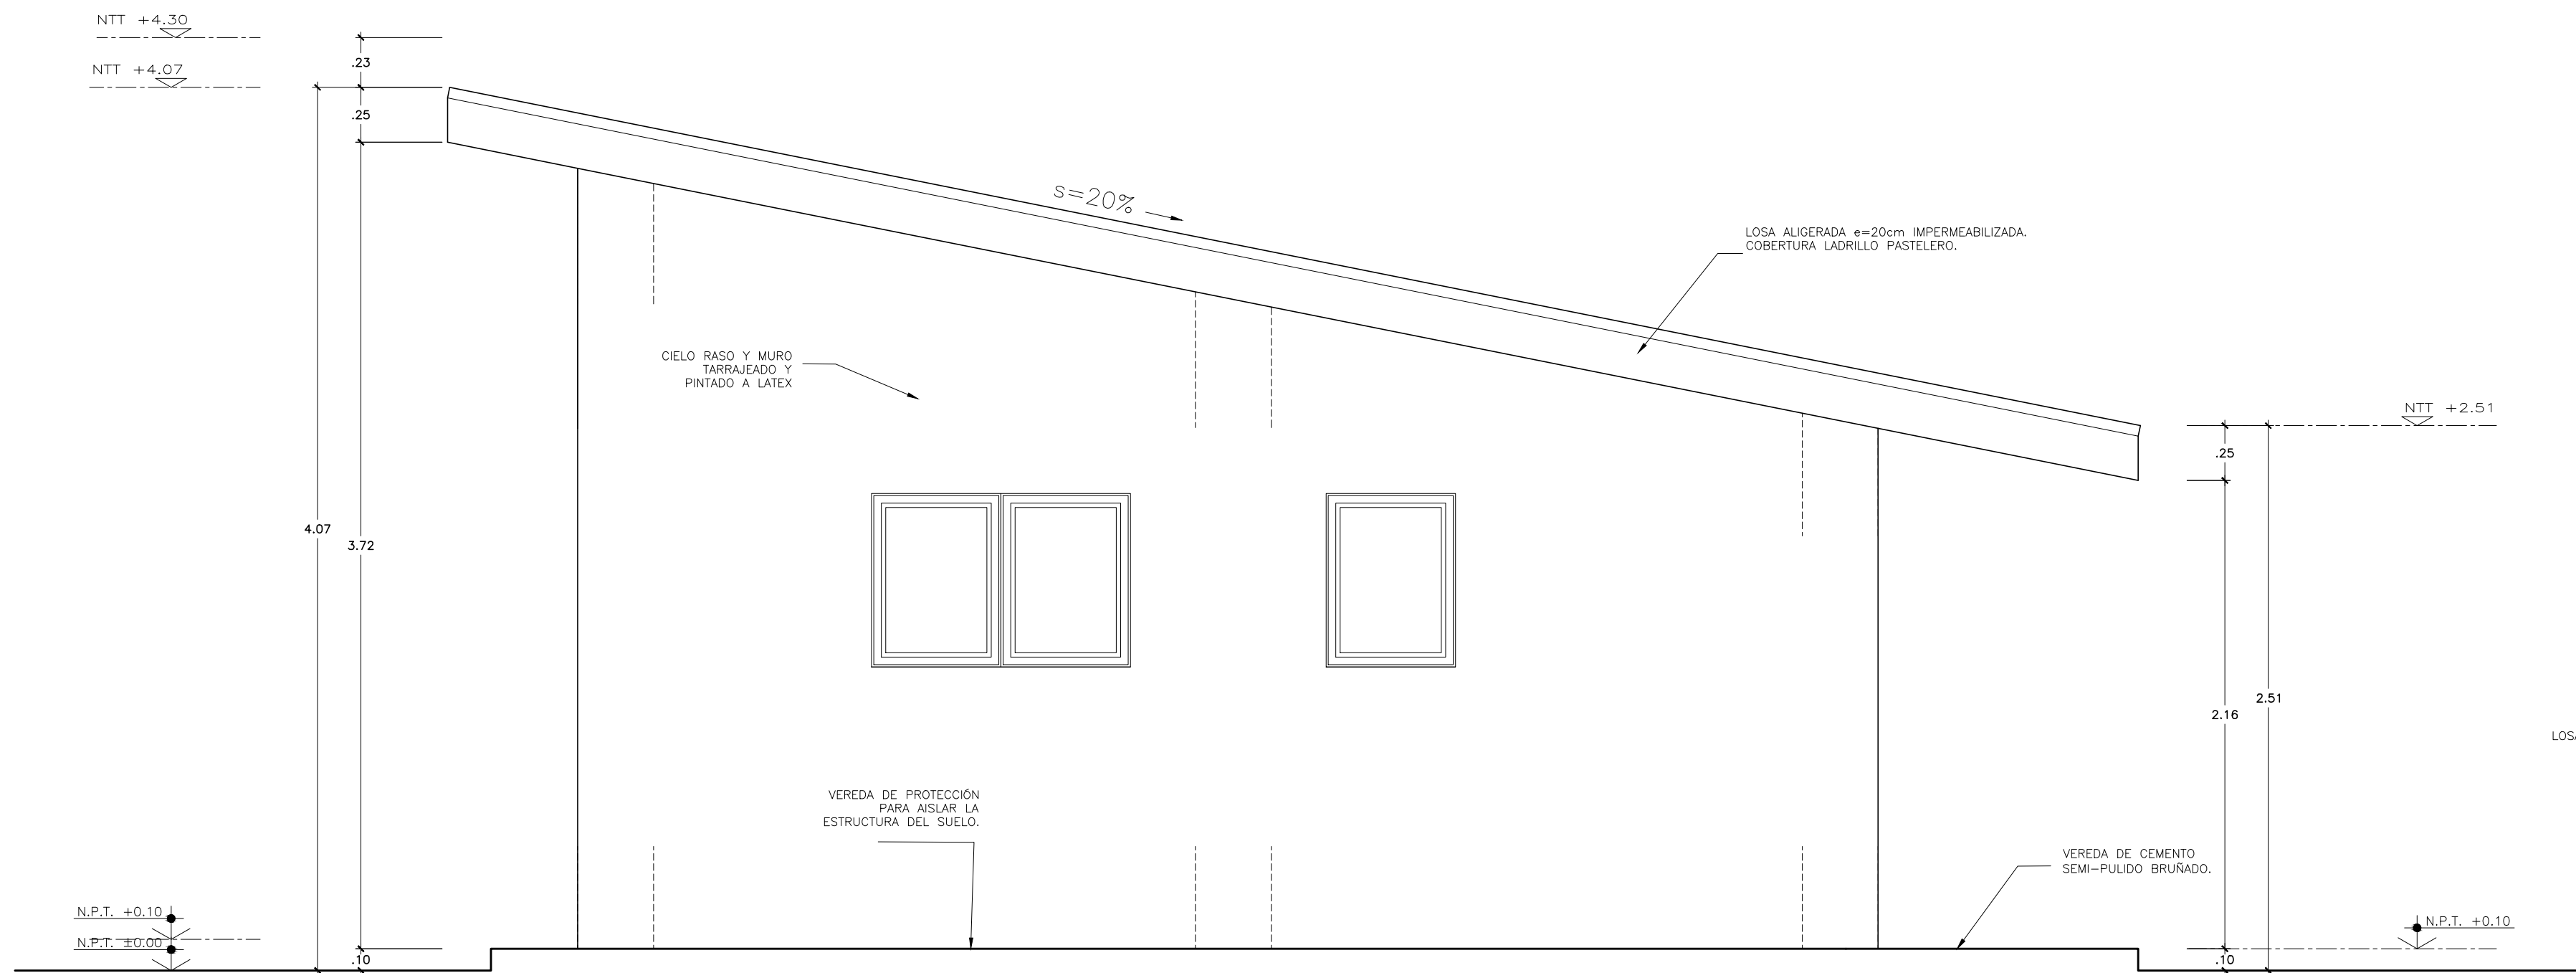 NTT +4.30
.23
NTT +4.07
.25
s=20%
LOSA ALIGERADA e=20cm IMPERMEABILIZADA.
COBERTURA LADRILLO PASTELERO.
CIELO RASO Y MURO
TARRAJEADO Y
PINTADO A LATEX
NTT +2.51
.25
4.07
3.72
2.51
2.16
LOSA
VEREDA DE PROTECCIÓN
PARA AISLAR LA
ESTRUCTURA DEL SUELO.
VEREDA DE CEMENTO
SEMI-PULIDO BRUÑADO.
N.P.T. +0.10
N.P.T. ±0.00
N.P.T. +0.10
.10
.10